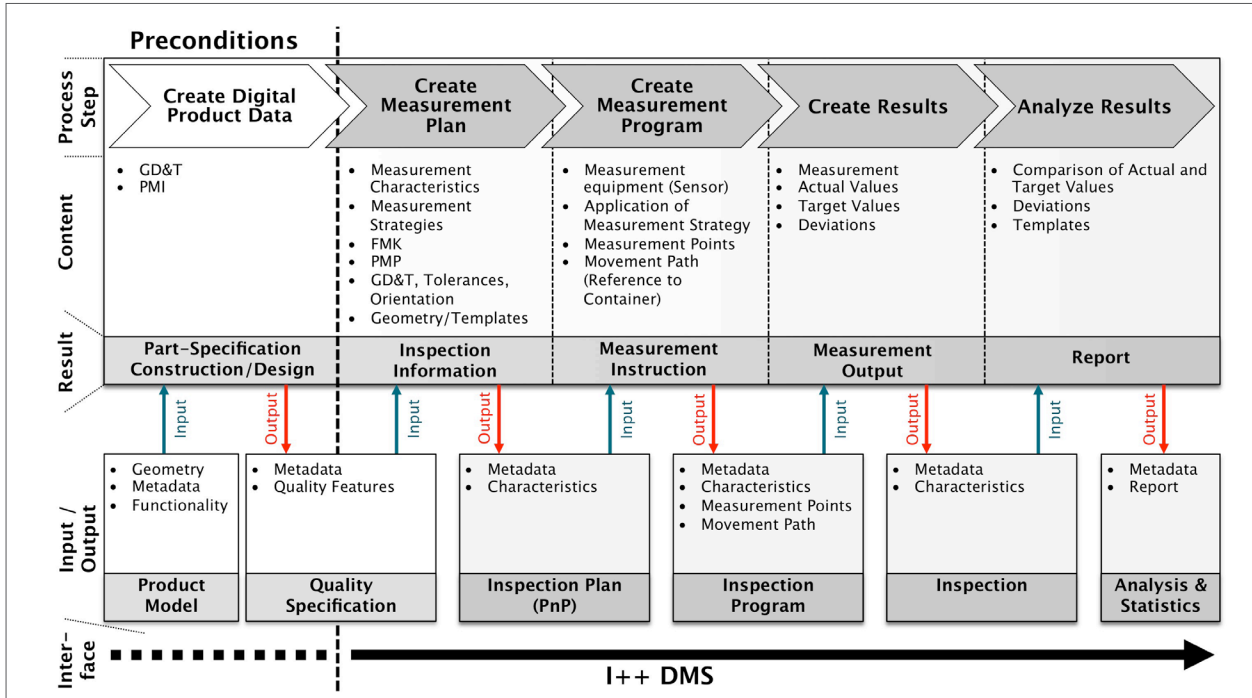 Preconditions
Process
Step
Create Digital
Product Data
Create
Measurement
Plan
Create
Measurement
Program
Create Results
Analyze Results
Content
• GD&T
• PMI
• Measurement
Characteristics
• Measurement
Strategies
• FMK
• PMP
• GD&T, Tolerances,
Orientation
• Geometry/Templates
• Measurement
equipment (Sensor)
• Application of
Measurement Strategy
• Measurement Points
• Movement Path
(Reference to
Container)
• Measurement
• Actual Values
• Target Values
• Deviations
• Comparison of Actual and
Target Values
• Deviations
• Templates
Result
Part-Specification
Construction/Design
Inspection
Information
Measurement
Instruction
Measurement
Output
Report
Input
Output
Input
Output
Input
Output
Input
Output
Input
Output
Input /
Output
• Geometry
• Metadata
• Functionality
• Metadata
• Quality Features
• Metadata
• Characteristics
• Metadata
• Characteristics
• Measurement Points
• Movement Path
• Metadata
• Characteristics
• Metadata
• Report
Product
Model
Quality
Specification
Inspection Plan
(PnP)
Inspection
Program
Inspection
Analysis &
Statistics
Inter-
face
I++ DMS